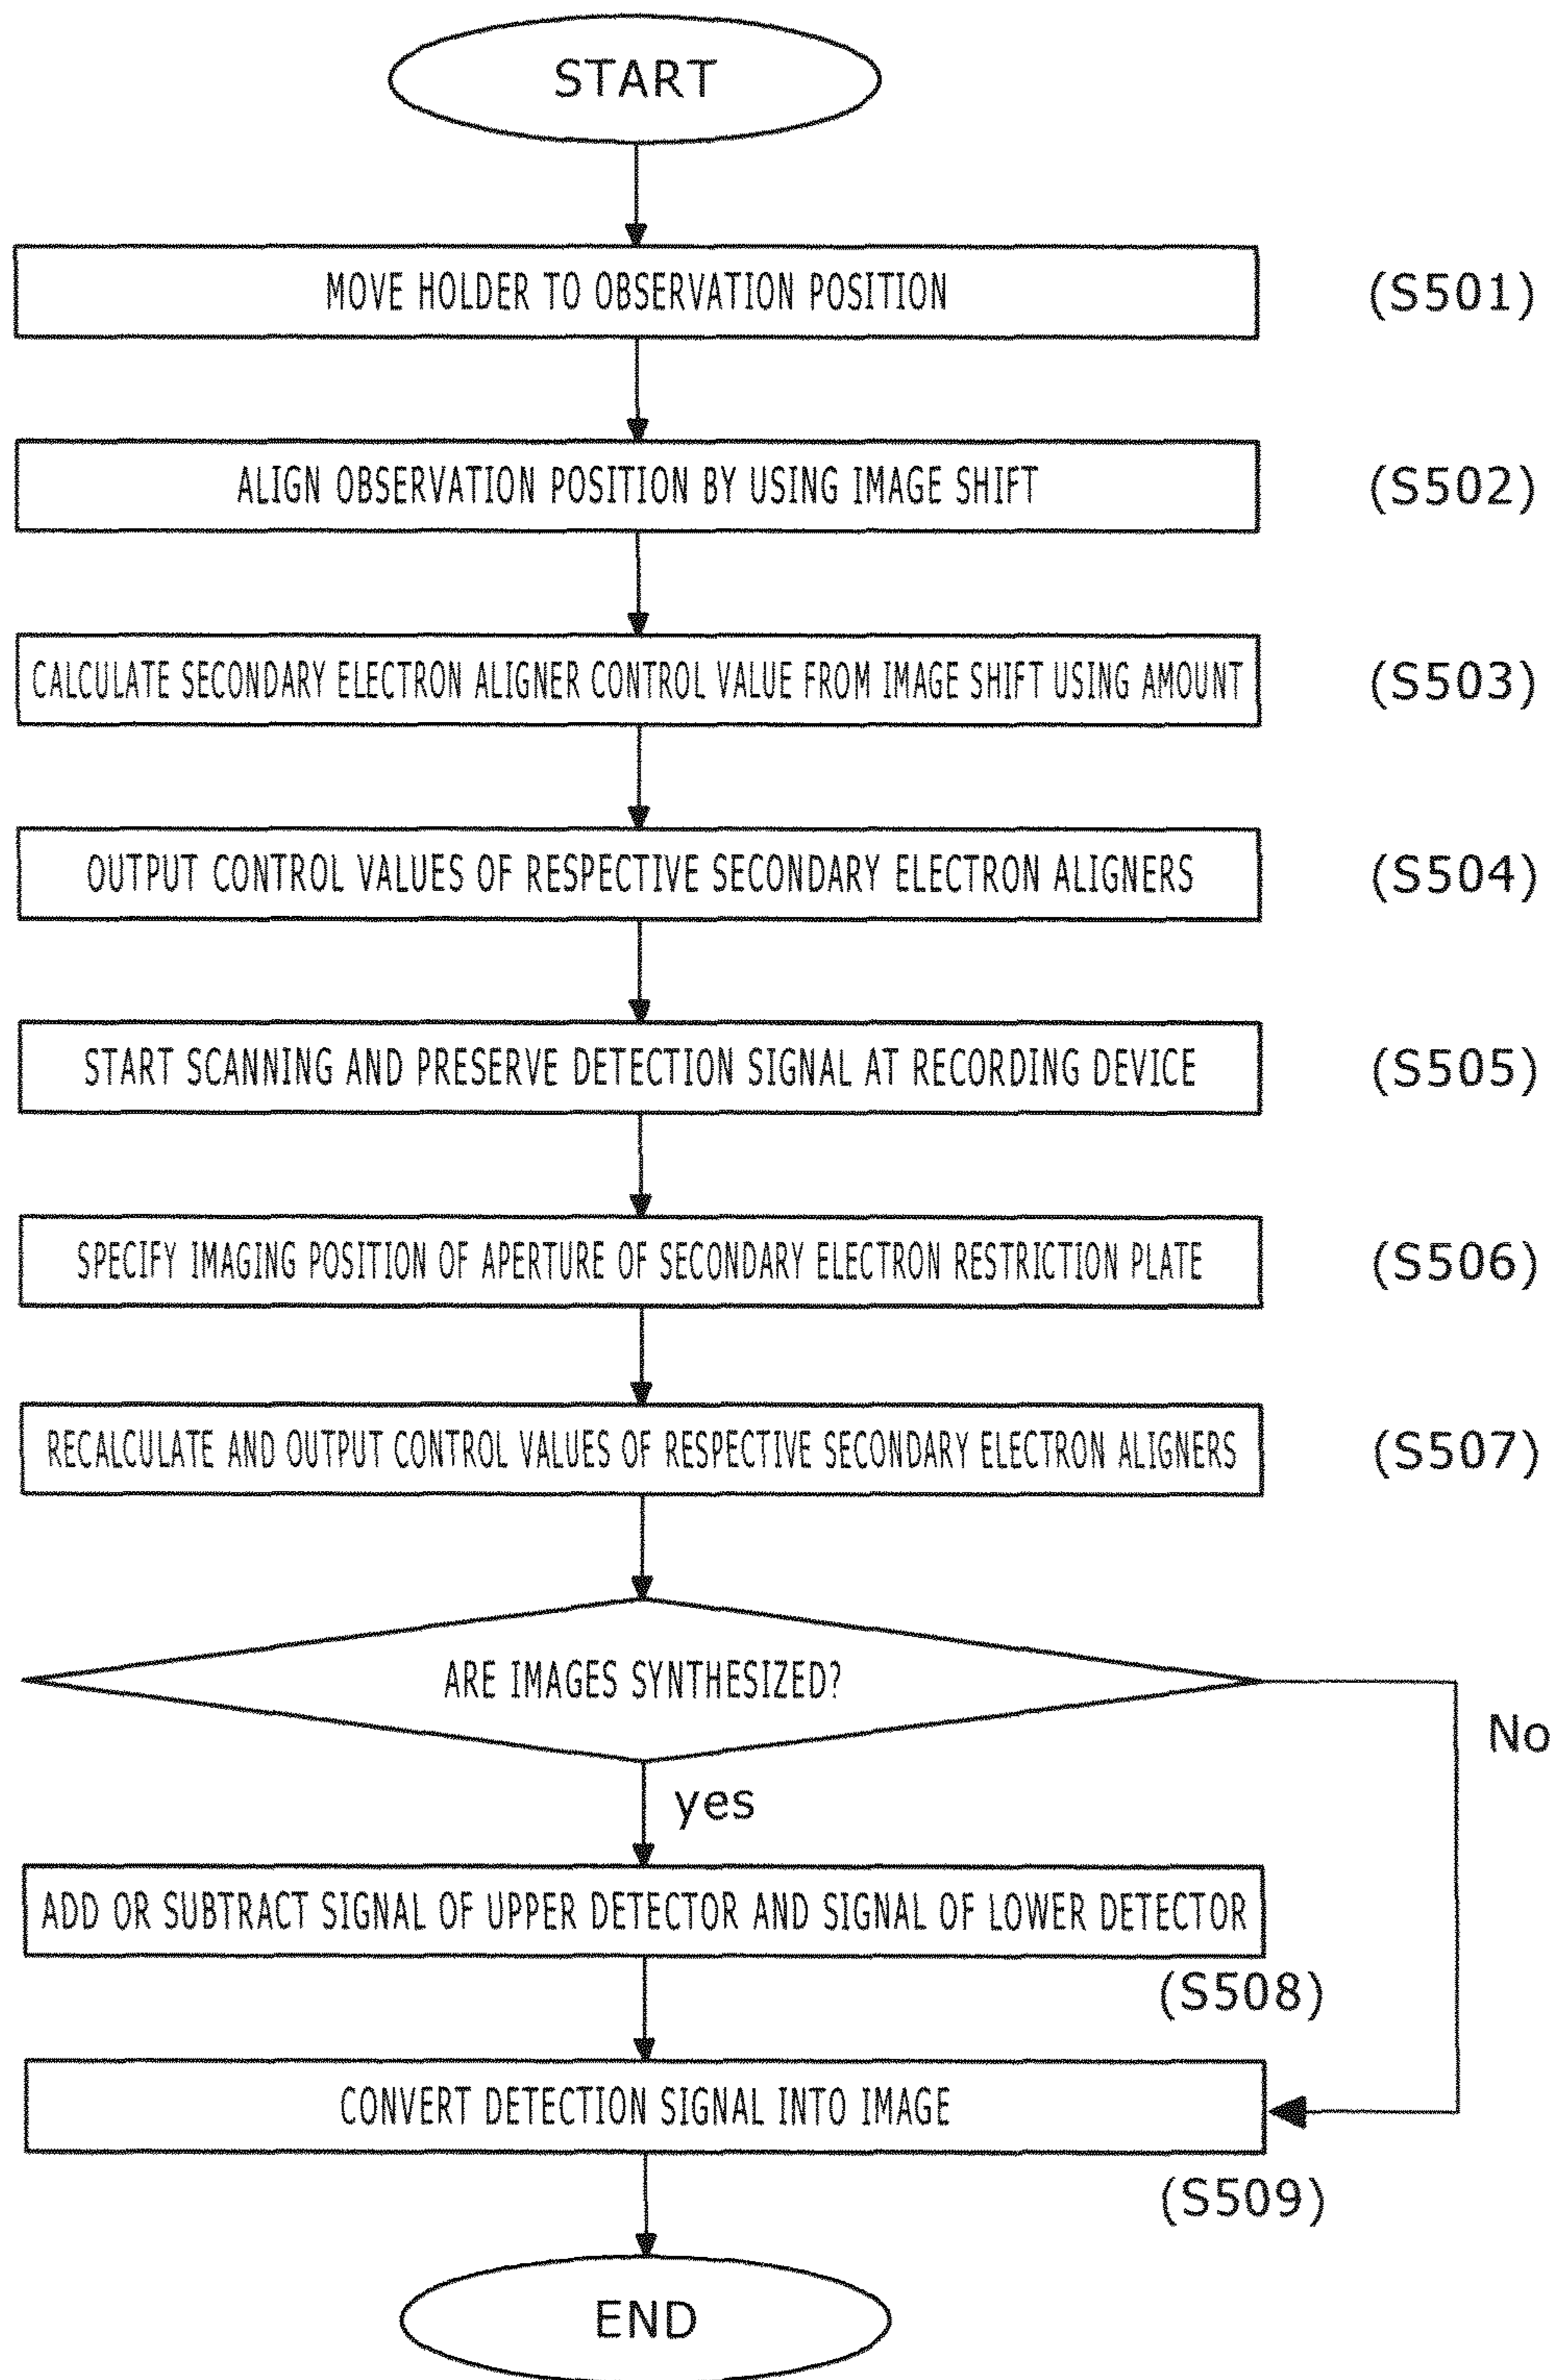 START
MOVE HOLDER TO OBSERVATION POSITION
(S501)
ALIGN OBSERVATION POSITION BY USING IMAGE SHIFT
(S502)
CALCULATE SECONDARY ELECTRON ALIGNER CONTROL VALUE FROM IMAGE SHIFT USING AMOUNT
(S503)
OUTPUT CONTROL VALUES OF RESPECTIVE SECONDARY ELECTRON ALIGNERS
(S504)
START SCANNING AND PRESERVE DETECTION SIGNAL AT RECORDING DEVICE
(S505)
SPECIFY IMAGING POSITION OF APERTURE OF SECONDARY ELECTRON RESTRICTION PLATE
(S506)
RECALCULATE AND OUTPUT CONTROL VALUES OF RESPECTIVE SECONDARY ELECTRON ALIGNERS
(S507)
ARE IMAGES SYNTHESIZED?
No
yes
ADD OR SUBTRACT SIGNAL OF UPPER DETECTOR AND SIGNAL OF LOWER DETECTOR
(S508)
CONVERT DETECTION SIGNAL INTO IMAGE
(S509)
END